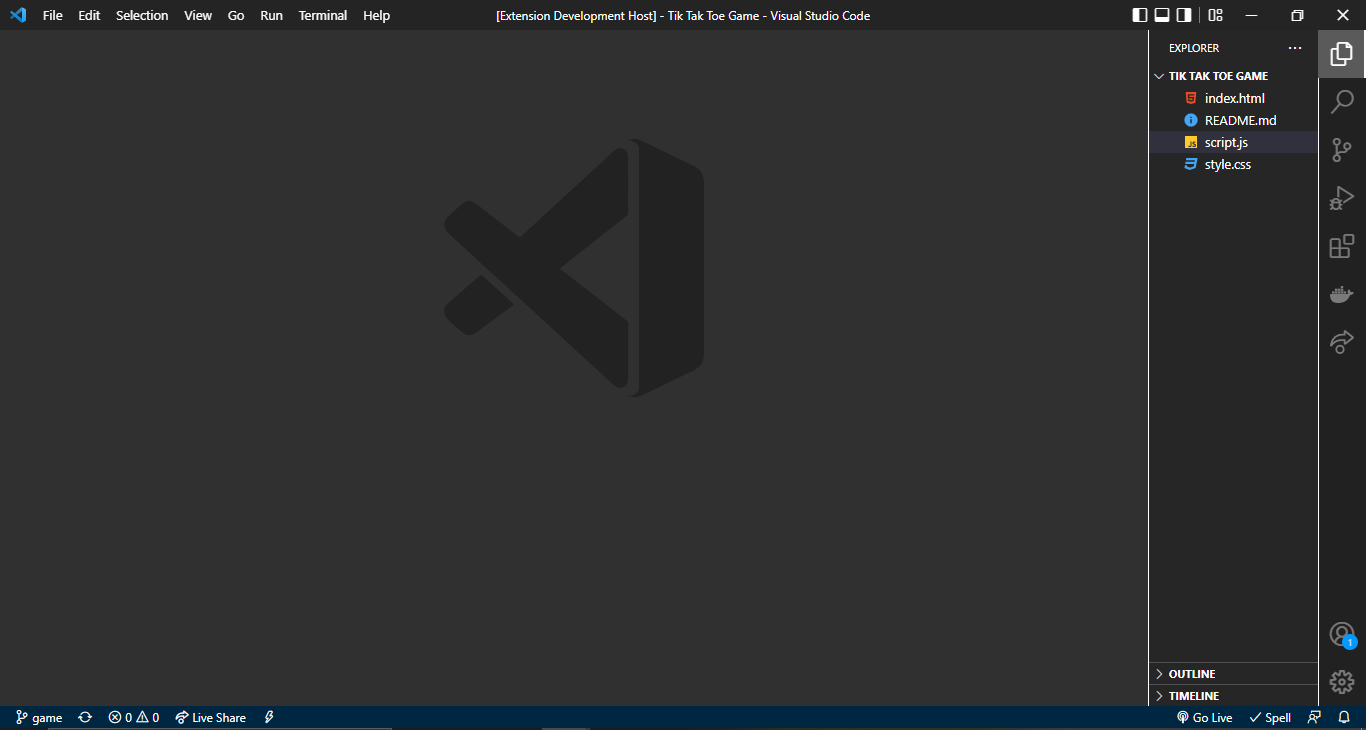 File Edit Selection View Go Run Terminal Help [Extension Development Host] - Tik Tak Toe Game - Visual Studio Code
EXPLORER
TIK TAK TOE GAME
index.html
README.md
script.js
style.css
1
OUTLINE
TIMELINE
game 0 0 Live Share Go Live Spell